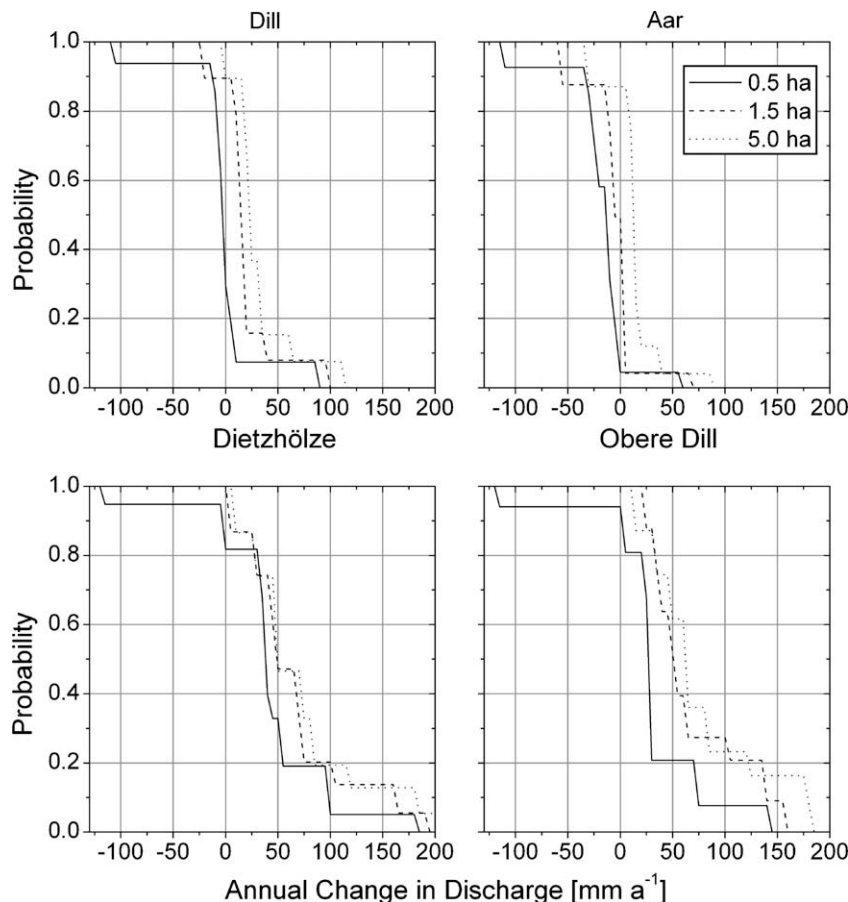 Dill
Aar
1.0
0.8
0.6
0.4
0.2
0.0
Probability
0.5 ha
1.5 ha
5.0 ha
-100 -50 0 50 100 150 200
-100 -50 0 50 100 150 200
Dietzhölze
Obere Dill
1.0
0.8
0.6
0.4
0.2
0.0
Probability
-100 -50 0 50 100 150 200
-100 -50 0 50 100 150 200
Annual Change in Discharge [mm a⁻¹]